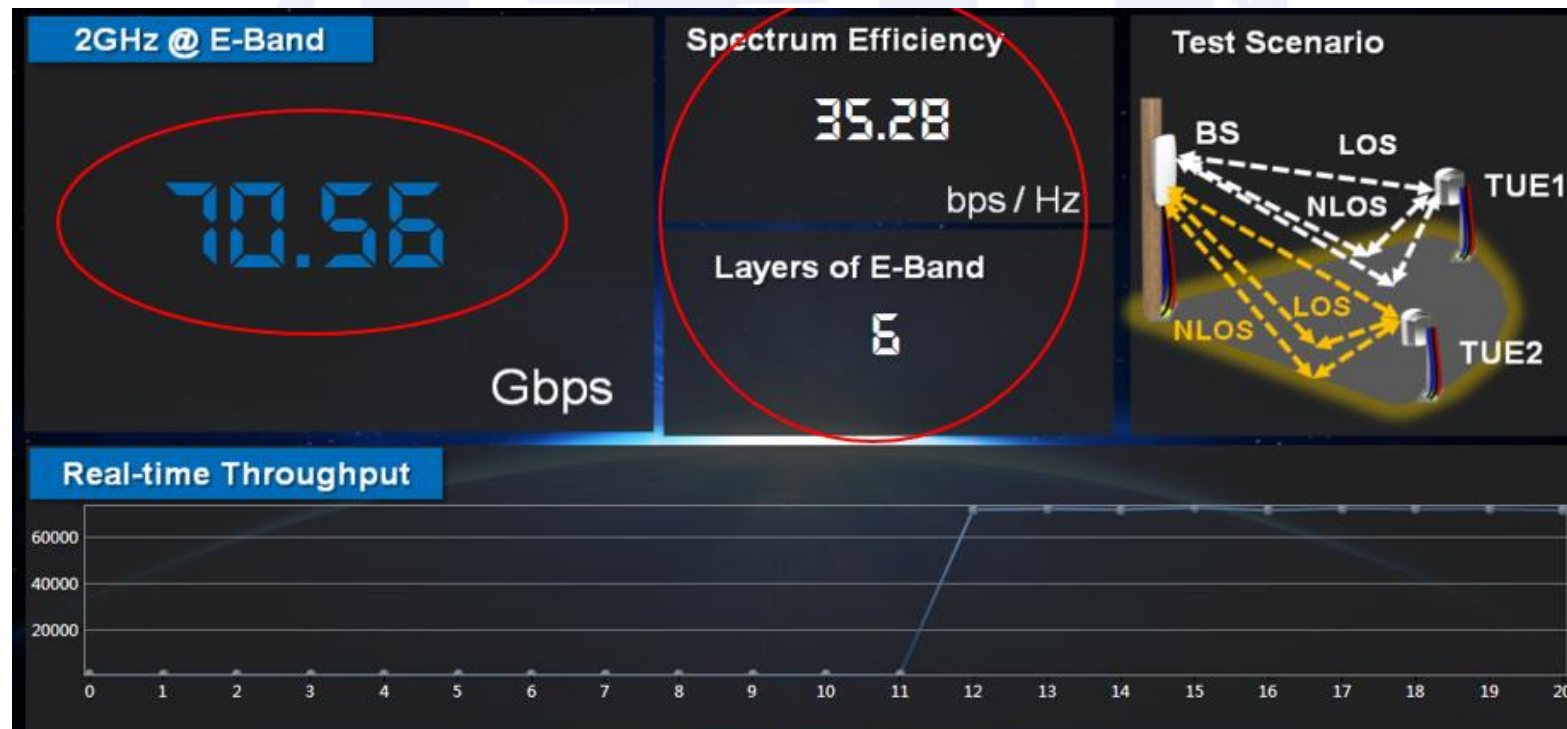 2GHz @ E-Band
70.56
Gbps
Spectrum Efficiency
35.28
bps / Hz
Layers of E-Band
6
Test Scenario
BS
LOS
TUE1
NLOS
LOS
NLOS
TUE2
Real-time Throughput
60000
40000
20000
0 1 2 3 4 5 6 7 8 9 10 11 12 13 14 15 16 17 18 19 20